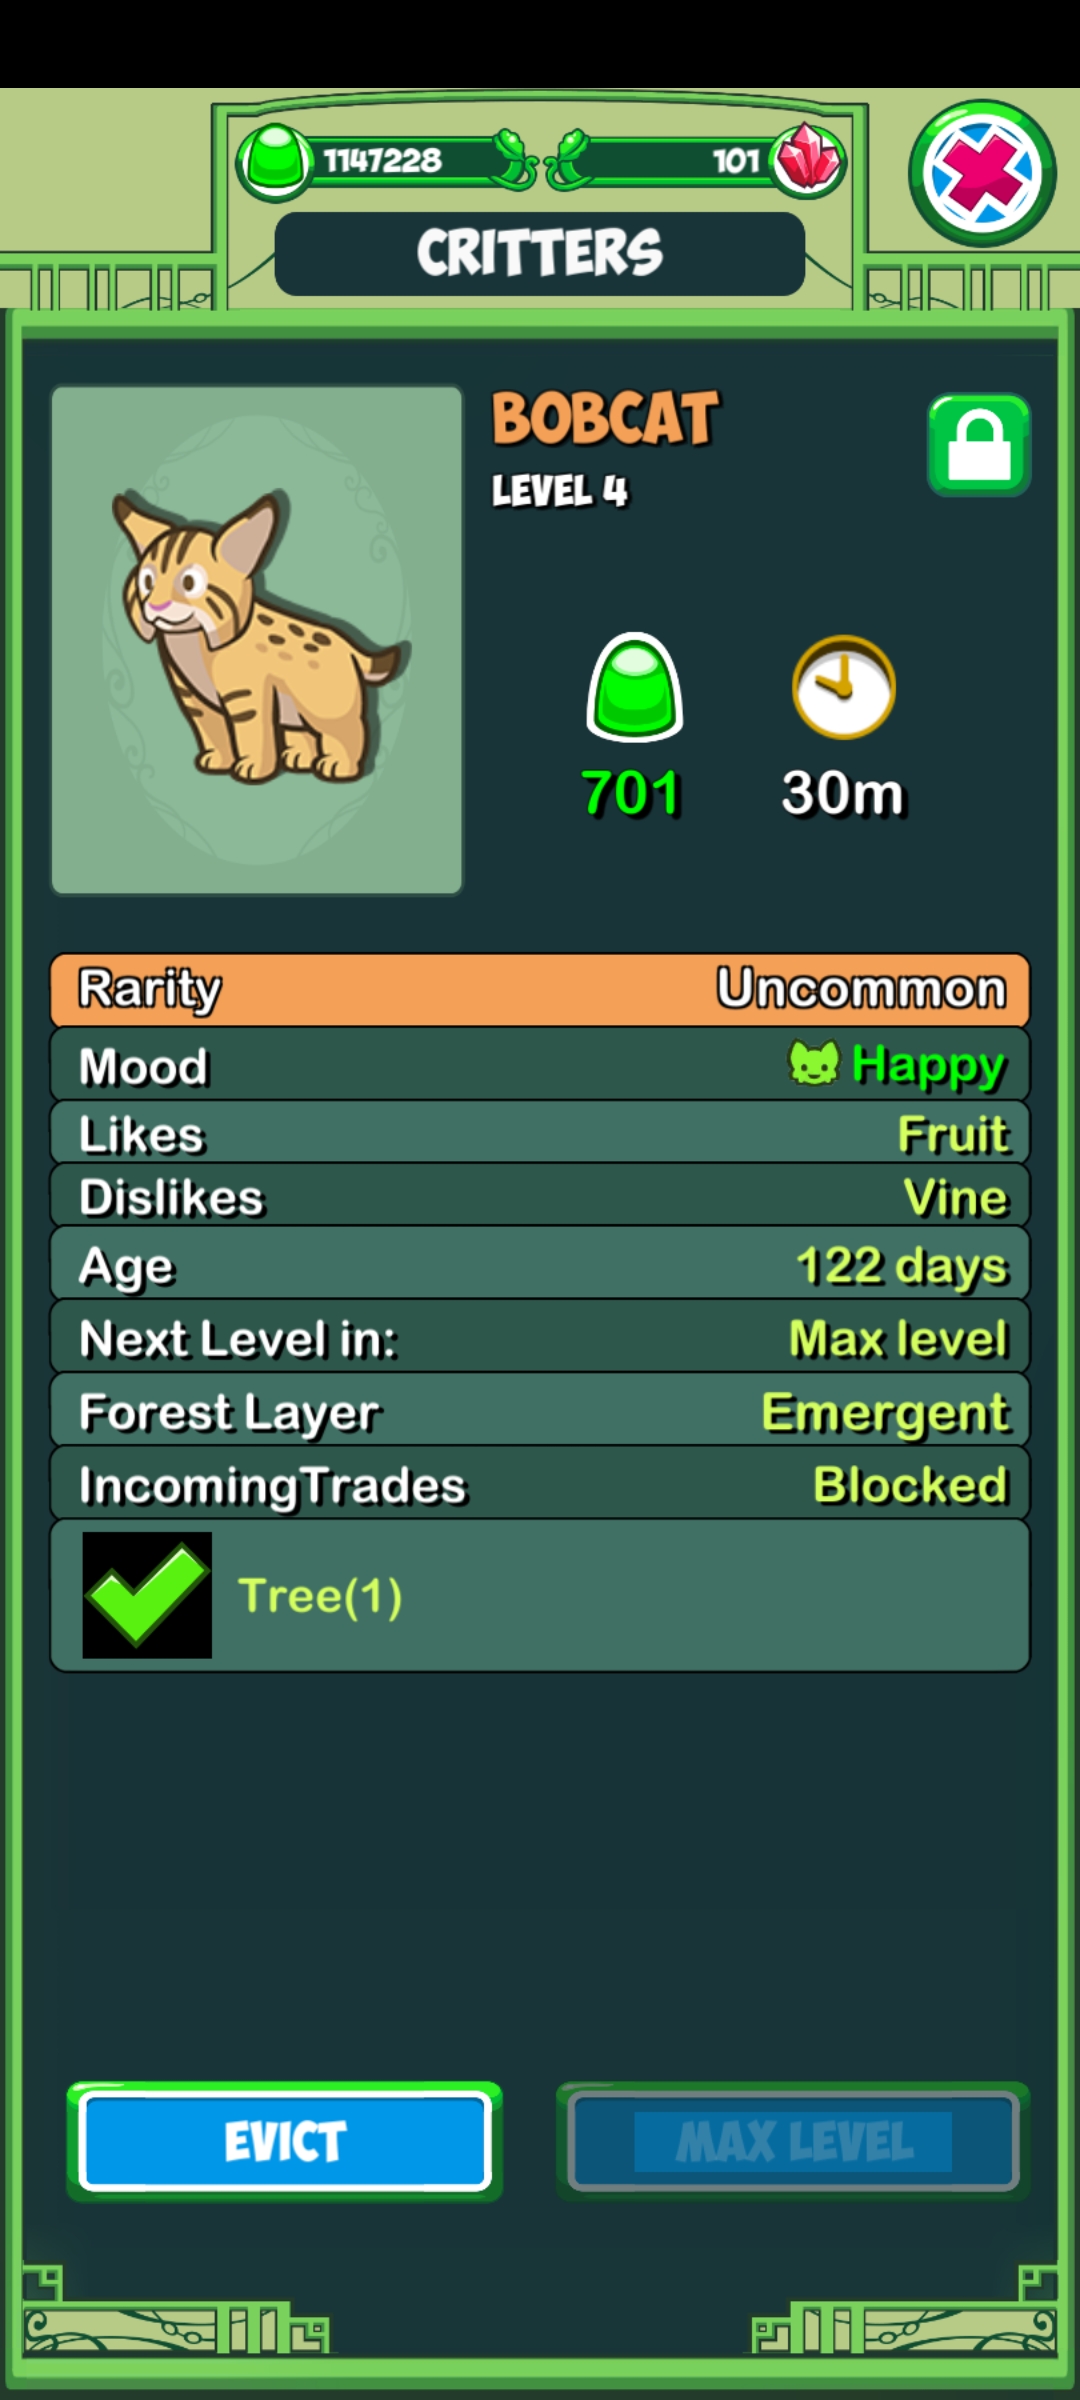 1147228
101
CRITTERS
BOBCAT
LEVEL 4
701
30m
Rarity Uncommon
Mood Happy
Likes Fruit
Dislikes Vine
Age 122 days
Next Level in: Max level
Forest Layer Emergent
IncomingTrades Blocked
Tree(1)
EVICT
MAX LEVEL